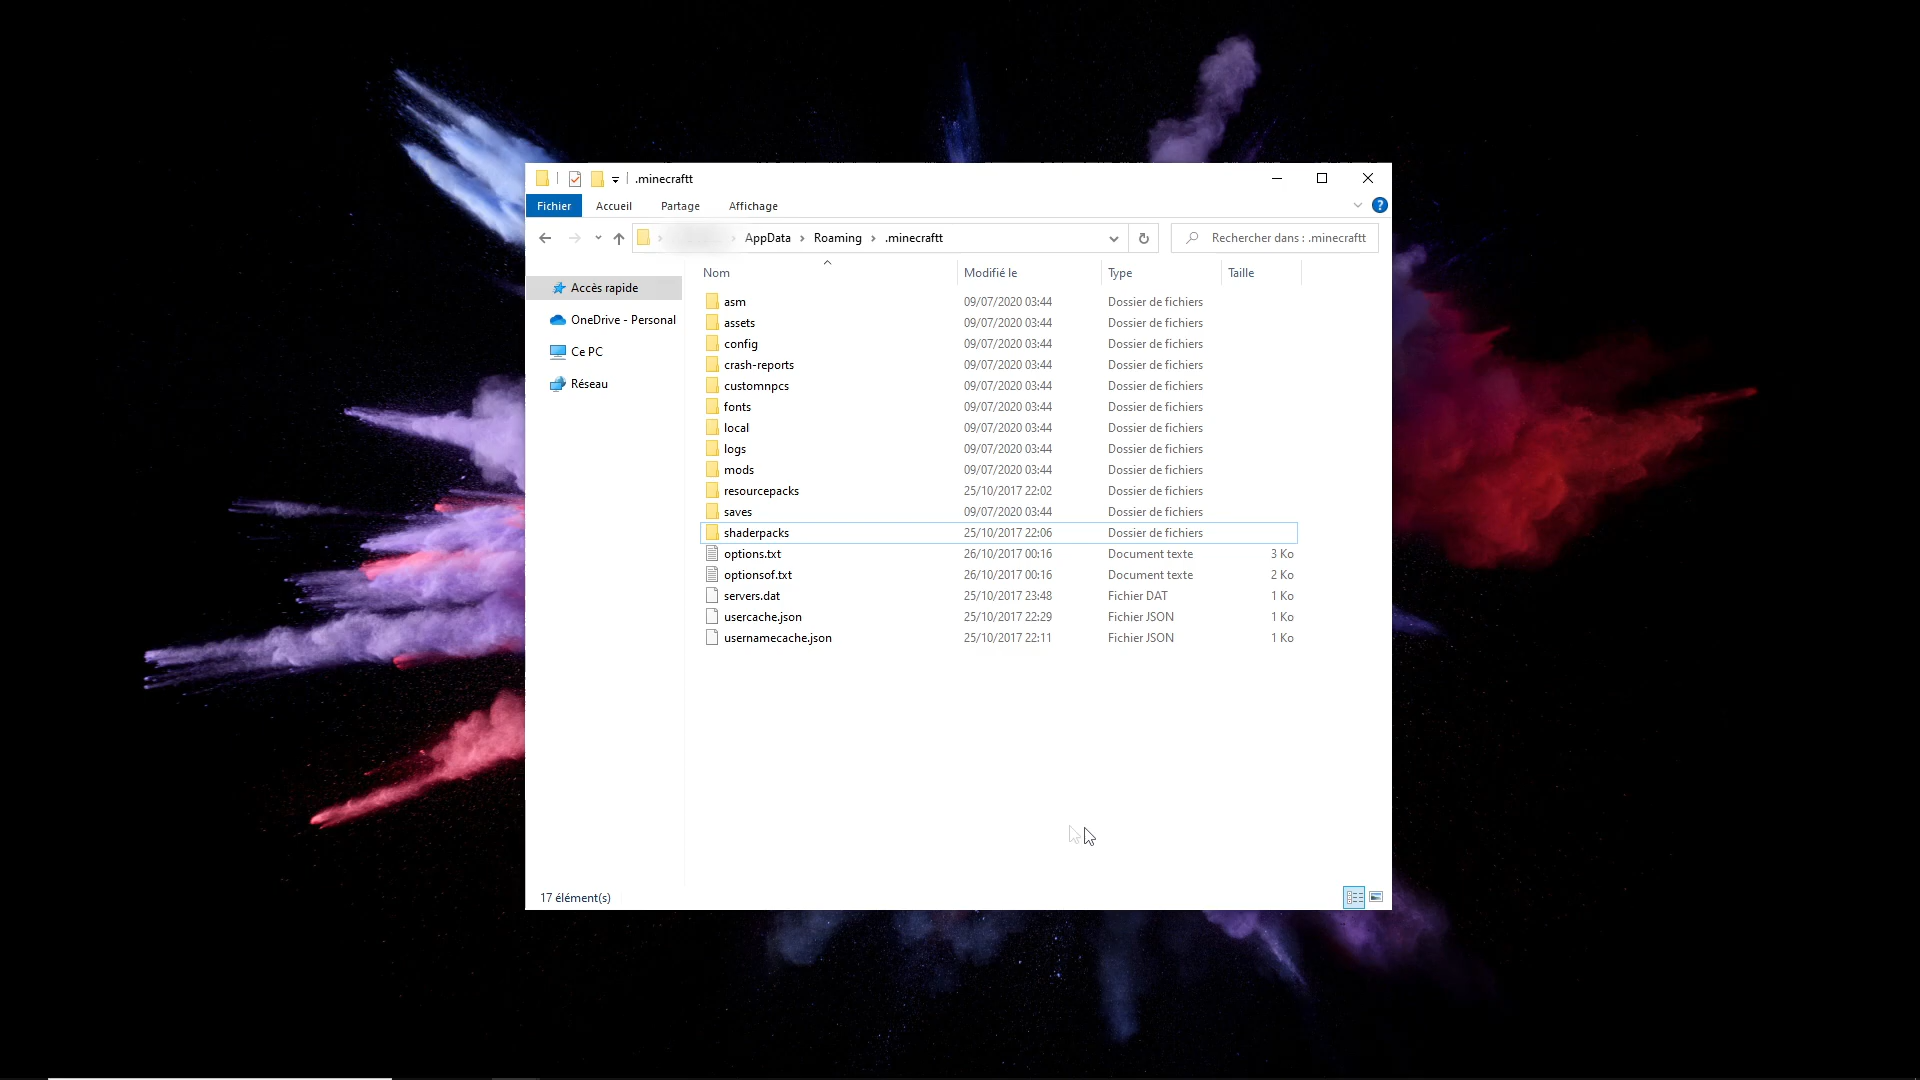 .minecraftt
Fichier Accueil Partage Affichage
AppData Roaming .minecraftt Rechercher dans : .minecraftt
Nom Modifié le Type Taille
Accès rapide
OneDrive - Personal
Ce PC
Réseau
asm 09/07/2020 03:44 Dossier de fichiers
assets 09/07/2020 03:44 Dossier de fichiers
config 09/07/2020 03:44 Dossier de fichiers
crash-reports 09/07/2020 03:44 Dossier de fichiers
customnpcs 09/07/2020 03:44 Dossier de fichiers
fonts 09/07/2020 03:44 Dossier de fichiers
local 09/07/2020 03:44 Dossier de fichiers
logs 09/07/2020 03:44 Dossier de fichiers
mods 09/07/2020 03:44 Dossier de fichiers
resourcepacks 25/10/2017 22:02 Dossier de fichiers
saves 09/07/2020 03:44 Dossier de fichiers
shaderpacks 25/10/2017 22:06 Dossier de fichiers
options.txt 26/10/2017 00:16 Document texte 3 Ko
optionsof.txt 26/10/2017 00:16 Document texte 2 Ko
servers.dat 25/10/2017 23:48 Fichier DAT 1 Ko
usercache.json 25/10/2017 22:29 Fichier JSON 1 Ko
usernamecache.json 25/10/2017 22:11 Fichier JSON 1 Ko
17 élément(s)